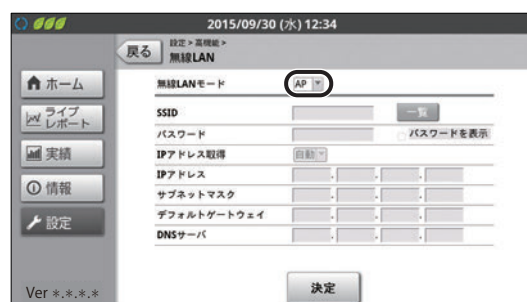 2015/09/30 (水) 12:34
戻る
設定 > 高機能 >
無線LAN
ホーム
ライブ
レポート
実績
情報
設定
Ver *.*.*.*
無線LANモード AP
SSID 一覧
パスワード パスワードを表示
IPアドレス取得 自動
IPアドレス . . .
サブネットマスク . . .
デフォルトゲートウェイ . . .
DNSサーバ . . .
決定